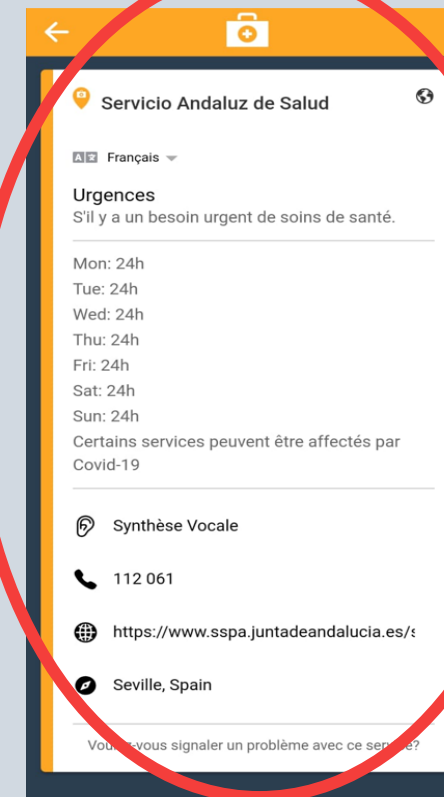 Servicio Andaluz de Salud
Français
Urgences
S'il y a un besoin urgent de soins de santé.
Mon: 24h
Tue: 24h
Wed: 24h
Thu: 24h
Fri: 24h
Sat: 24h
Sun: 24h
Certains services peuvent être affectés par
Covid-19
Synthèse Vocale
112 061
https://www.sspa.juntadeandalucia.es/s
Seville, Spain
Voulez-vous signaler un problème avec ce service?